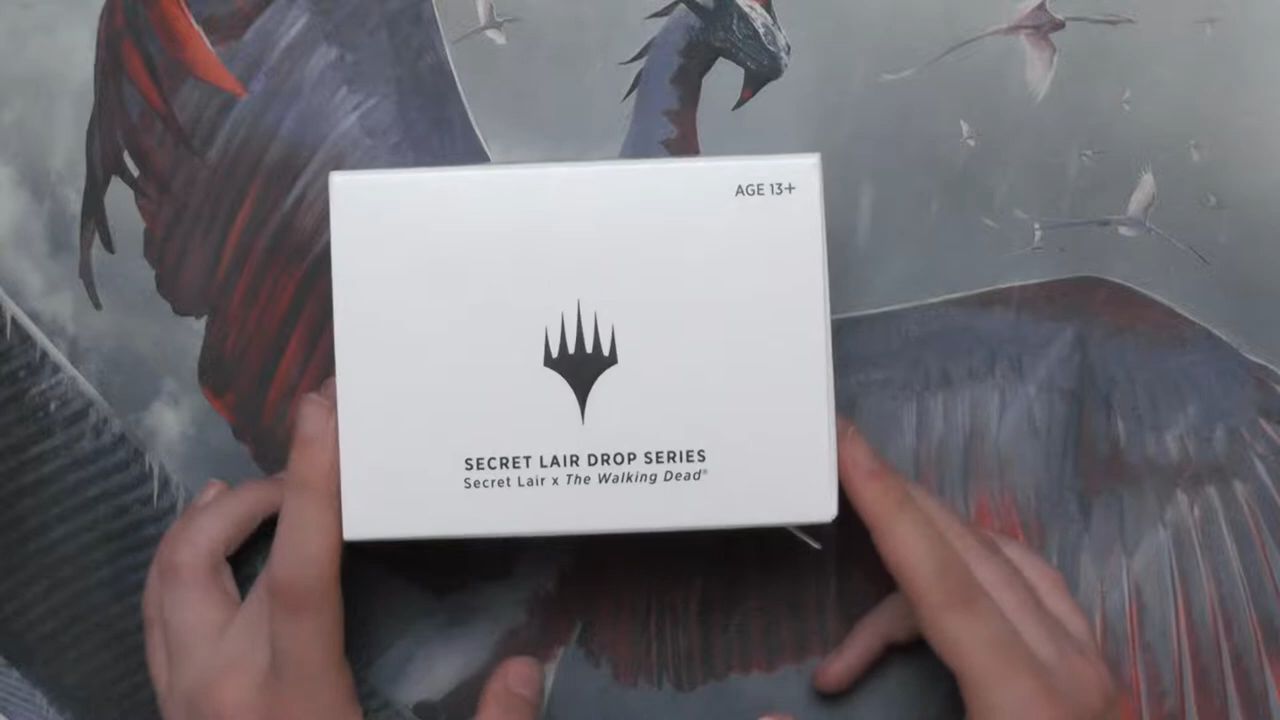 AGE 13+
SECRET LAIR DROP SERIES
Secret Lair x The Walking Dead®